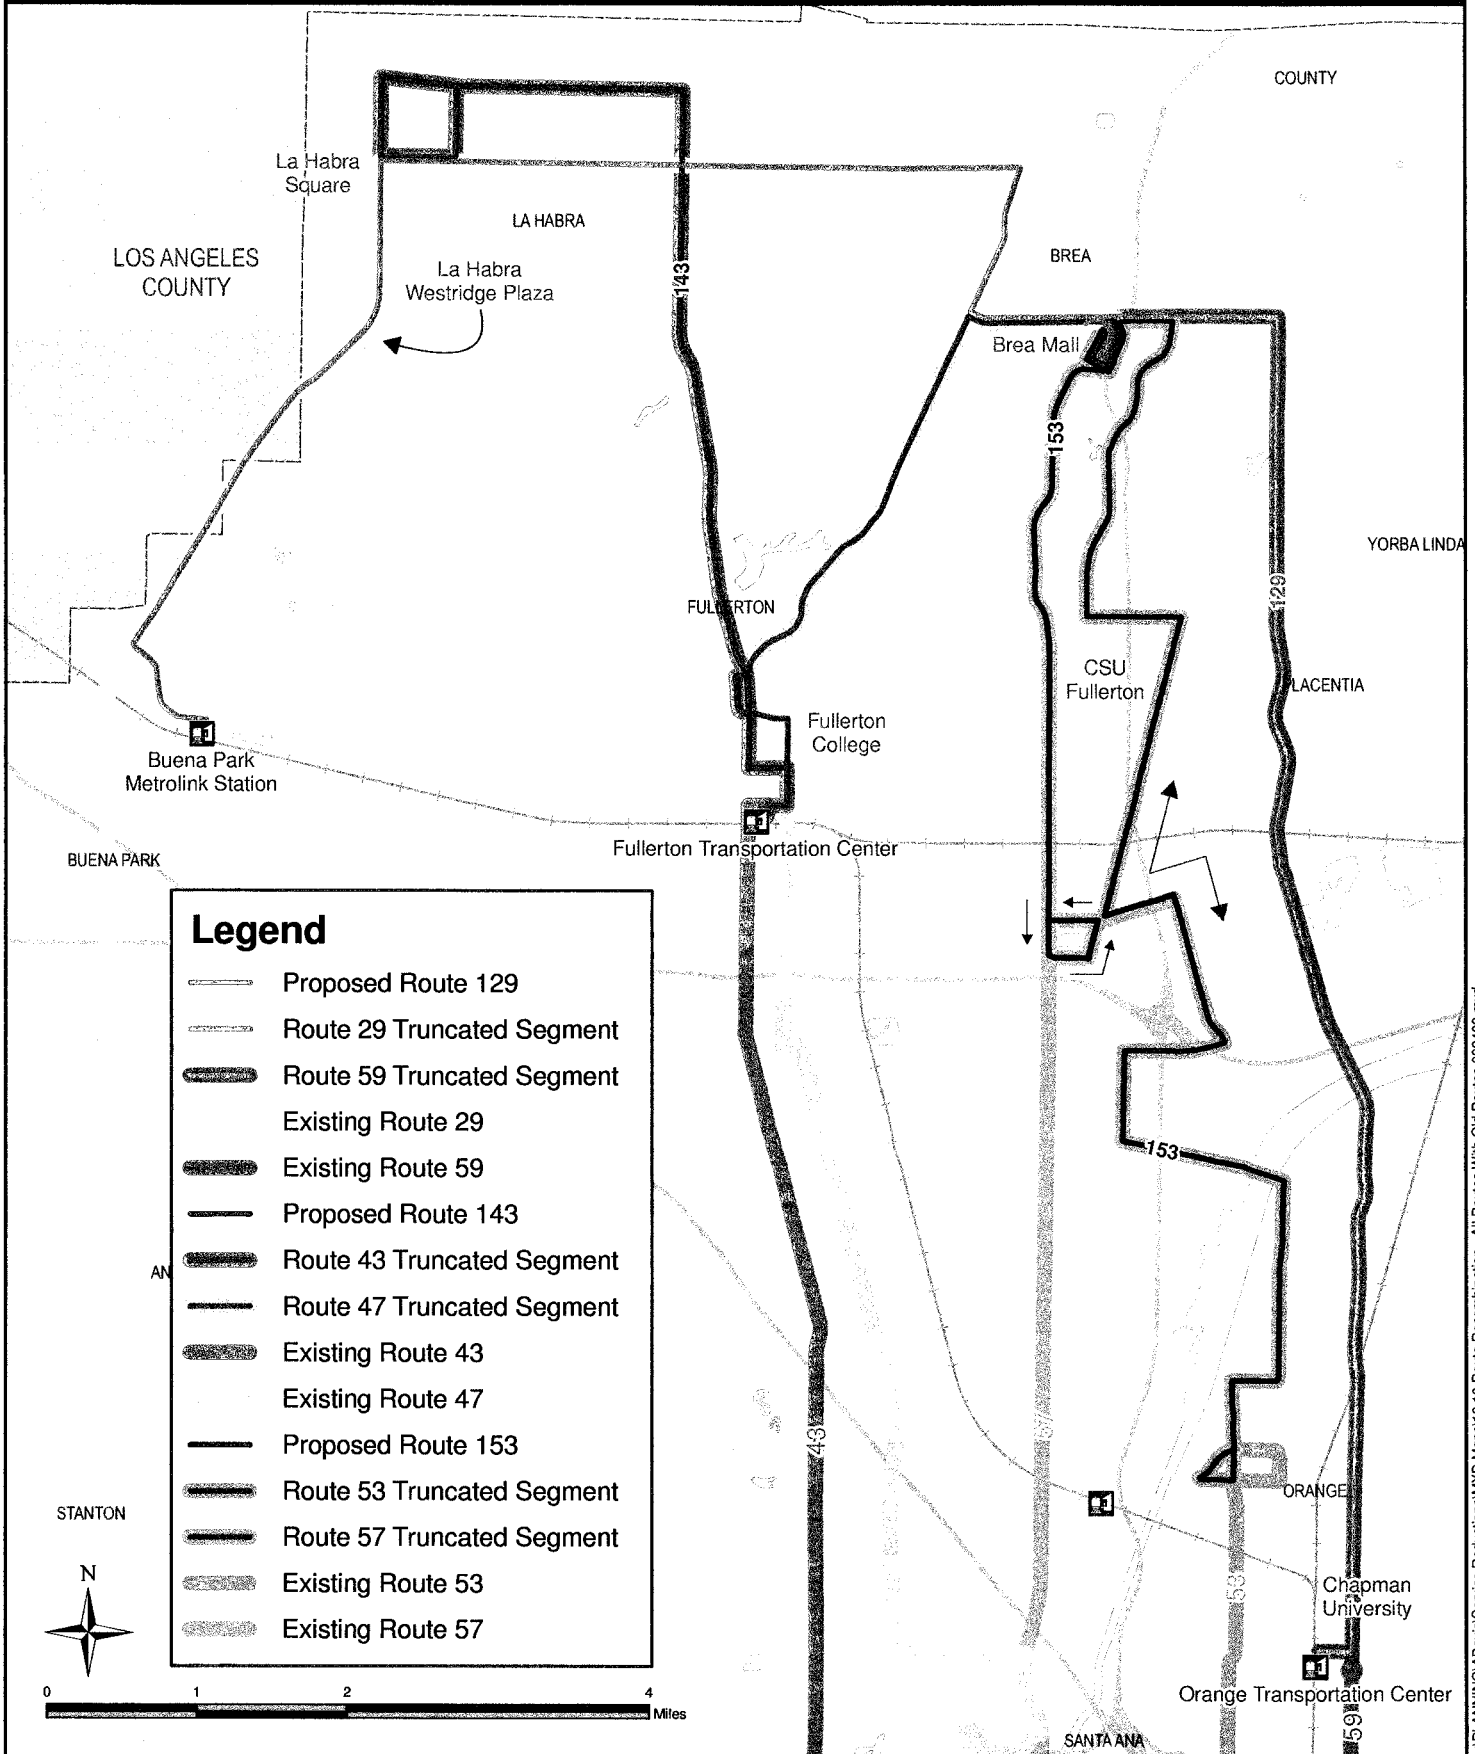 COUNTY
La Habra
Square
LA HABRA
LOS ANGELES
COUNTY
La Habra
Westridge Plaza
143
BREA
Brea Mall
153
YORBA LINDA
129
FULLERTON
CSU
Fullerton
LACENTIA
Fullerton
College
Buena Park
Metrolink Station
Fullerton Transportation Center
BUENA PARK
Legend
Proposed Route 129
Route 29 Truncated Segment
Route 59 Truncated Segment
Existing Route 29
Existing Route 59
Proposed Route 143
Route 43 Truncated Segment
Route 47 Truncated Segment
Existing Route 43
Existing Route 47
Proposed Route 153
Route 53 Truncated Segment
Route 57 Truncated Segment
Existing Route 53
Existing Route 57
153
AN
43
57
ORANGE
STANTON
N
53
Chapman
University
Orange Transportation Center
0 1 2 4
Miles
59
SANTA ANA